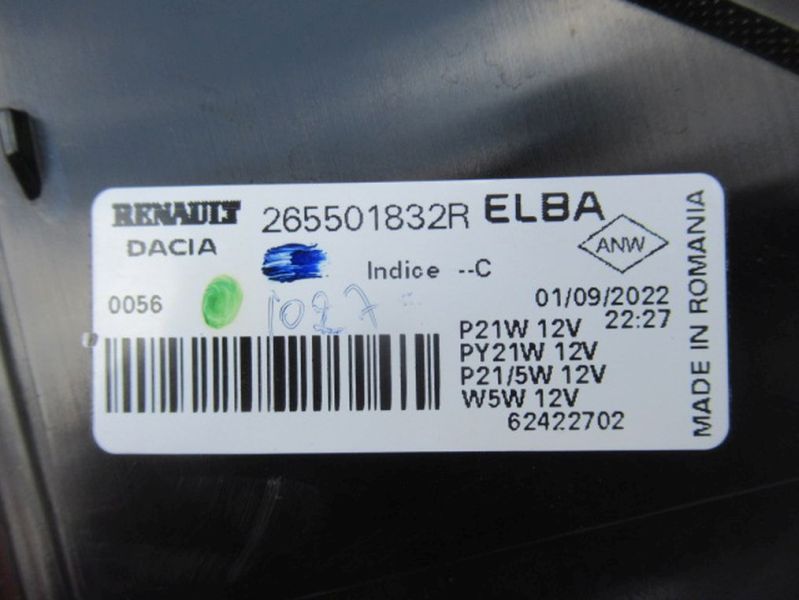 RENAULT 265501832R ELBA
DACIA
ANW
Indice --C
0056
01/09/2022
22:27
1027
P21W 12V
PY21W 12V
P21/5W 12V
W5W 12V
62422702
MADE IN ROMANIA